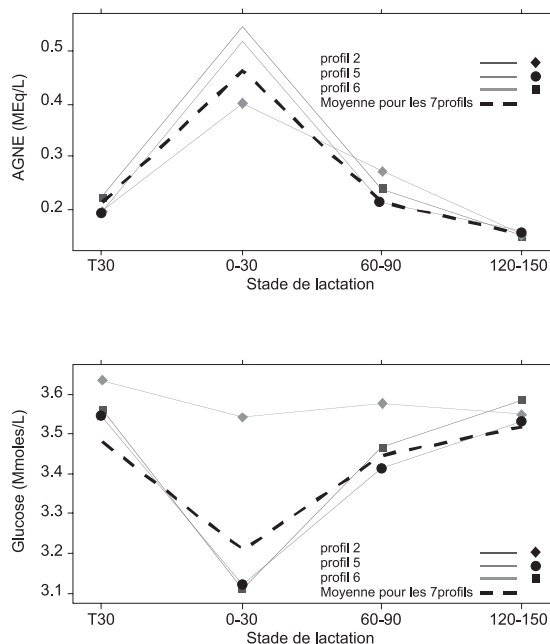 AGNE (MEq/L)
0.5
0.4
0.3
0.2
profil 2
profil 5
profil 6
Moyenne pour les 7profils
T30 0-30 60-90 120-150
Stade de lactation
Glucose (Mmoles/L)
3.6
3.5
3.4
3.3
3.2
3.1
profil 2
profil 5
profil 6
Moyenne pour les 7profils
T30 0-30 60-90 120-150
Stade de lactation